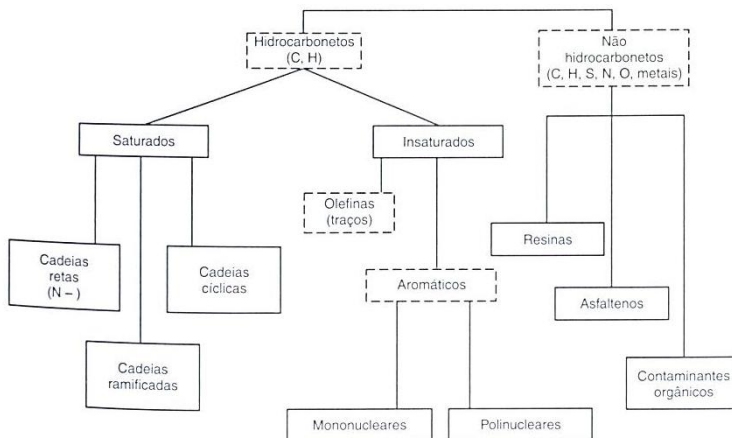 Hidrocarbonetos
(C, H)
Não
hidrocarbonetos
(C, H, S, N, O, metais)
Saturados
Insaturados
Olefinas
(traços)
Resinas
Cadeias
retas
(N – )
Cadeias
cíclicas
Aromáticos
Asfaltenos
Cadeias
ramificadas
Contaminantes
orgânicos
Mononucleares
Polinucleares